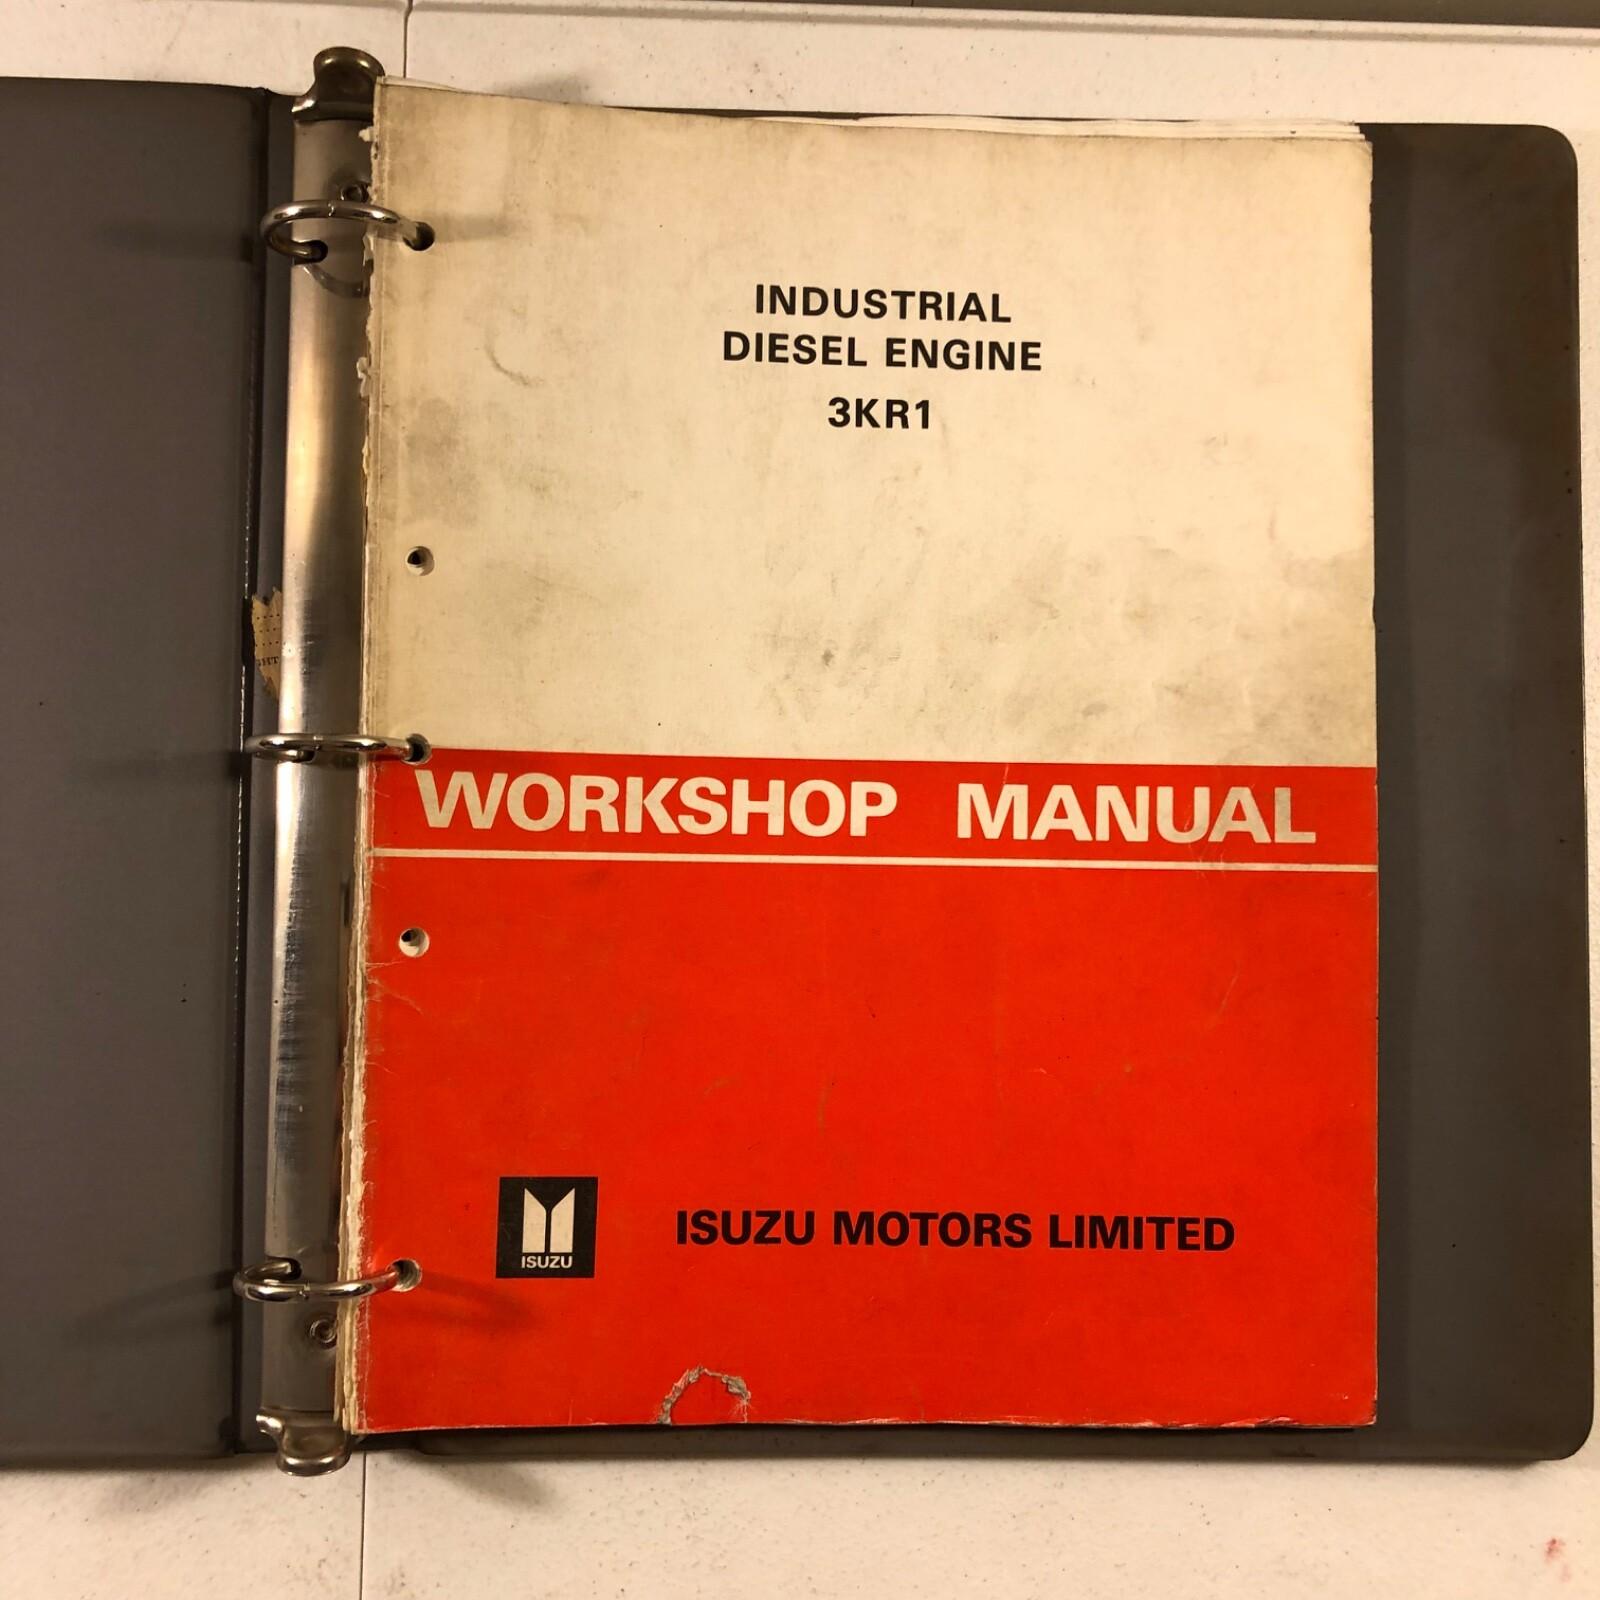 INDUSTRIAL
DIESEL ENGINE
3KR1
WORKSHOP MANUAL
ISUZU
ISUZU MOTORS LIMITED